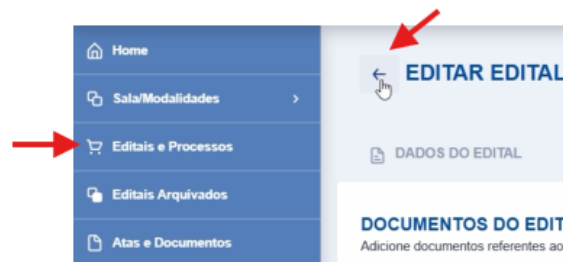 Home
Sala/Modalidades
Editais e Processos
Editais Arquivados
Atas e Documentos
EDITAR EDITAL
DADOS DO EDITAL
DOCUMENTOS DO EDIT
Adicione documentos referentes ao